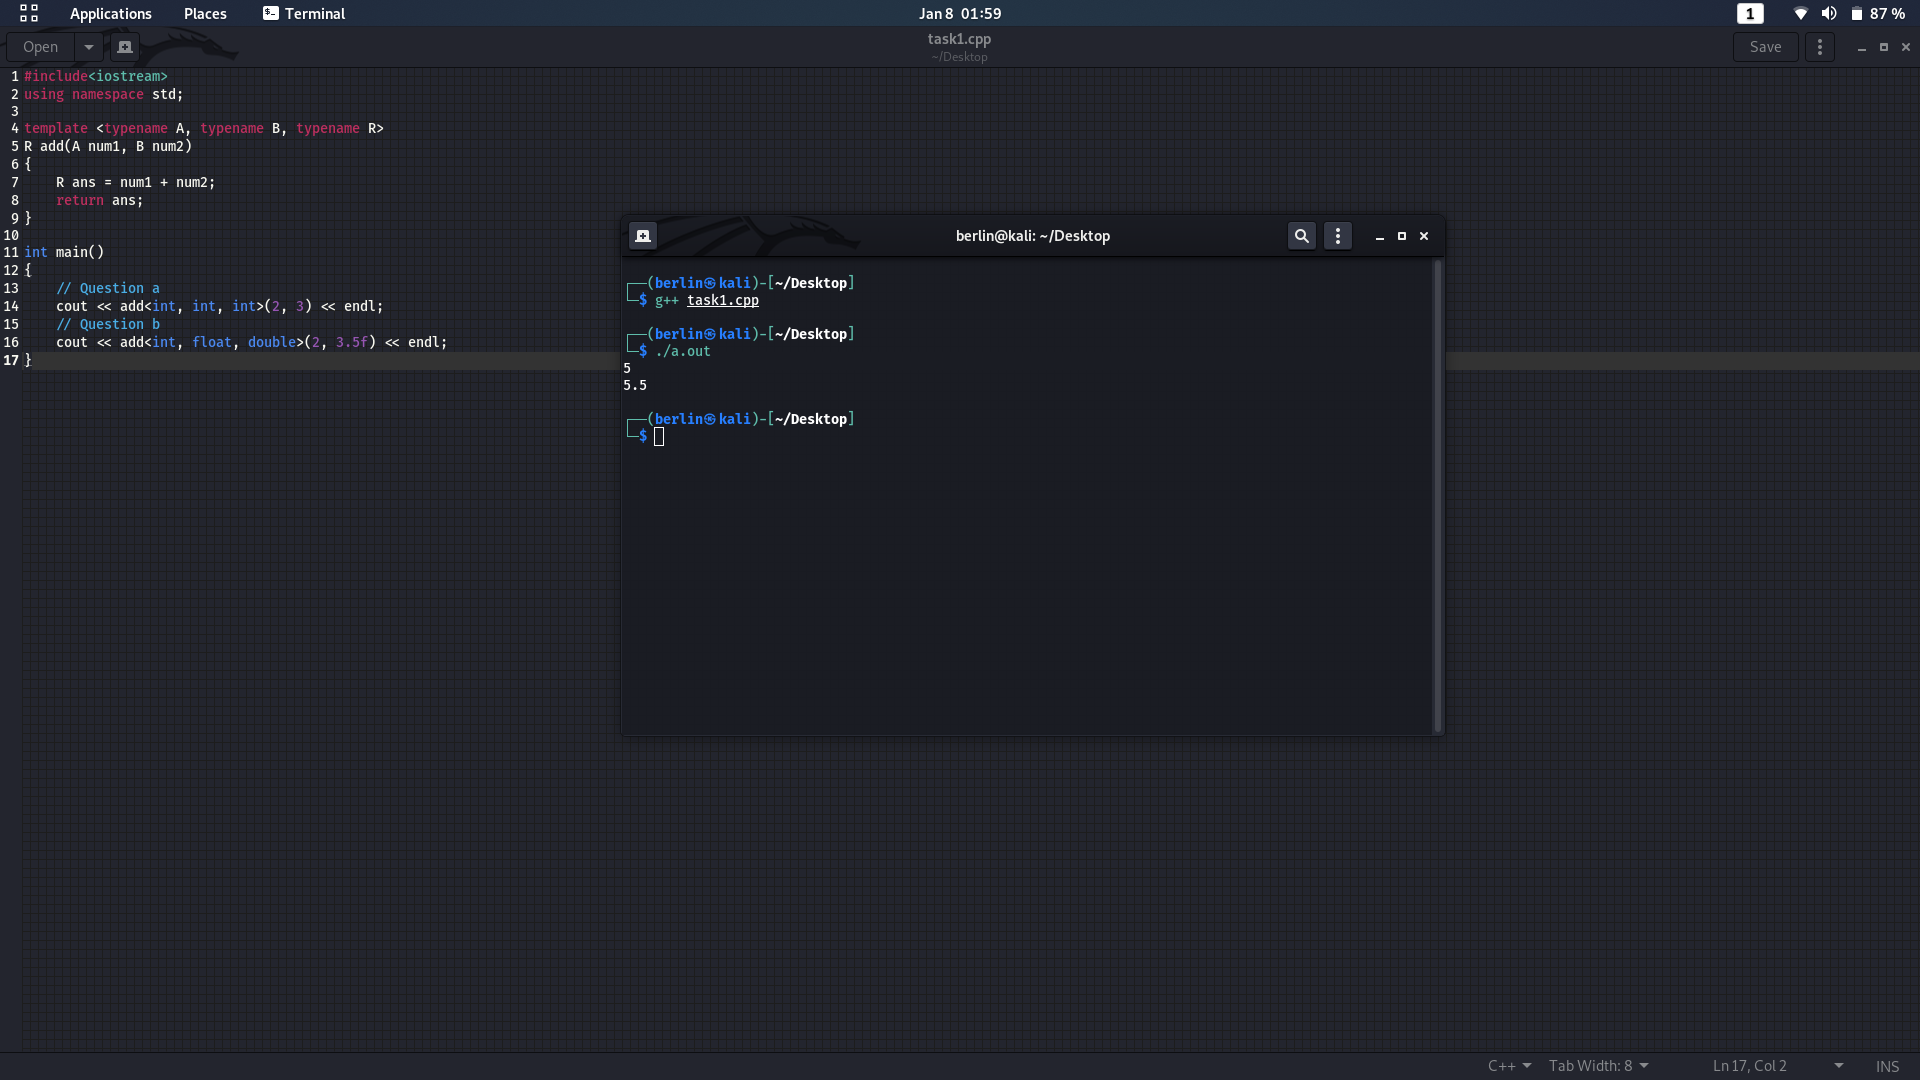 Applications Places Terminal Jan 8 01:59 1 87 %
Open task1.cpp Save
~/Desktop
1 #include<iostream>
2 using namespace std;
3
4 template <typename A, typename B, typename R>
5 R add(A num1, B num2)
6 {
7     R ans = num1 + num2;
8     return ans;
9 }
10
11 int main()
12 {
13     // Question a
14     cout << add<int, int, int>(2, 3) << endl;
15     // Question b
16     cout << add<int, float, double>(2, 3.5f) << endl;
17 }
berlin@kali: ~/Desktop
┌──(berlin㉿kali)-[~/Desktop]
└─$ g++ task1.cpp
┌──(berlin㉿kali)-[~/Desktop]
└─$ ./a.out
5
5.5
┌──(berlin㉿kali)-[~/Desktop]
└─$
C++ Tab Width: 8 Ln 17, Col 2 INS